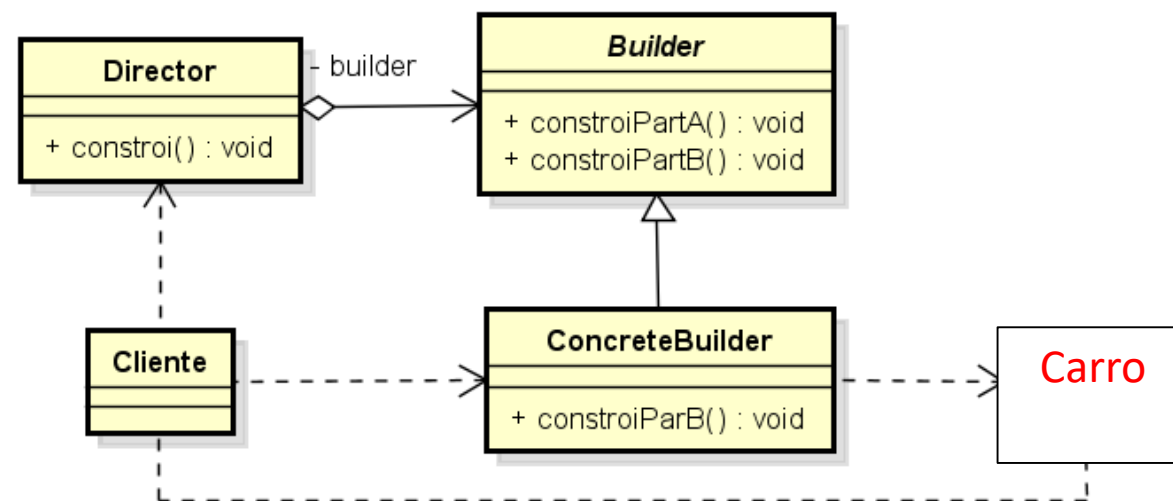 Director
- builder
+ constroi() : void
Builder
+ constroiPartA() : void
+ constroiPartB() : void
Cliente
ConcreteBuilder
+ constroiParB() : void
Carro